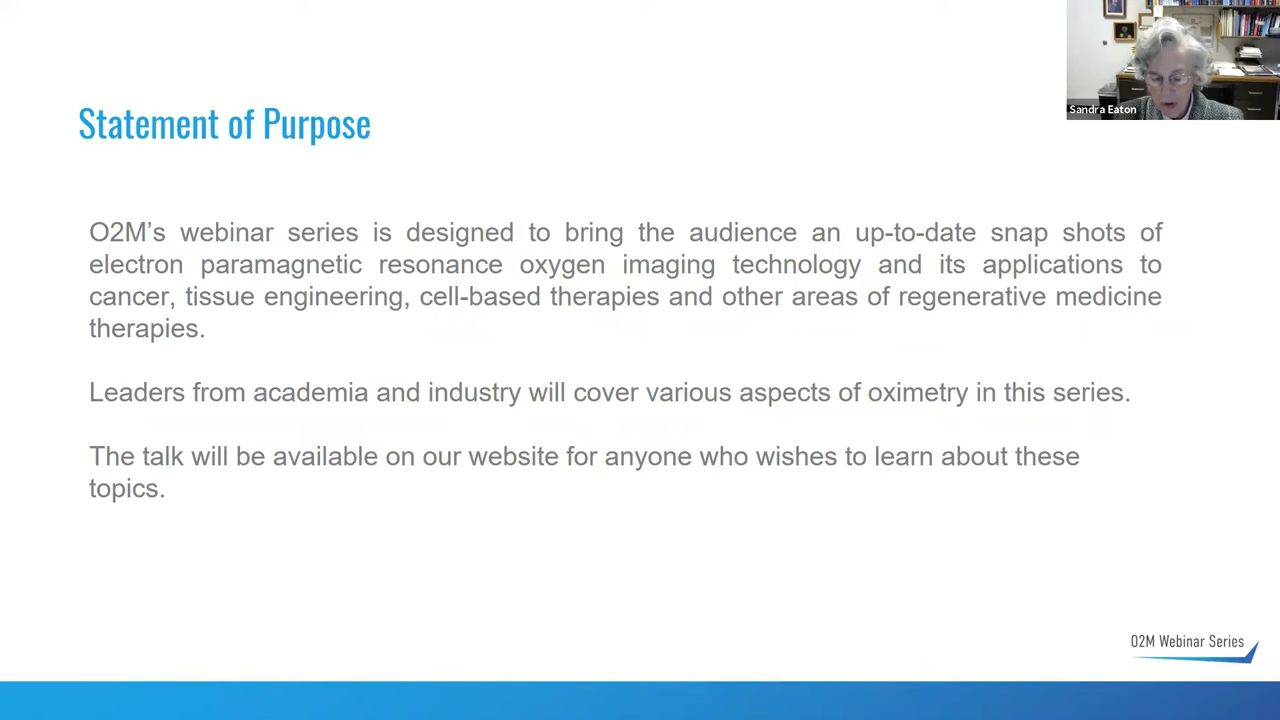 Sandra Eaton
Statement of Purpose
O2M’s webinar series is designed to bring the audience an up-to-date snap shots of
electron paramagnetic resonance oxygen imaging technology and its applications to
cancer, tissue engineering, cell-based therapies and other areas of regenerative medicine
therapies.
Leaders from academia and industry will cover various aspects of oximetry in this series.
The talk will be available on our website for anyone who wishes to learn about these
topics.
O2M Webinar Series